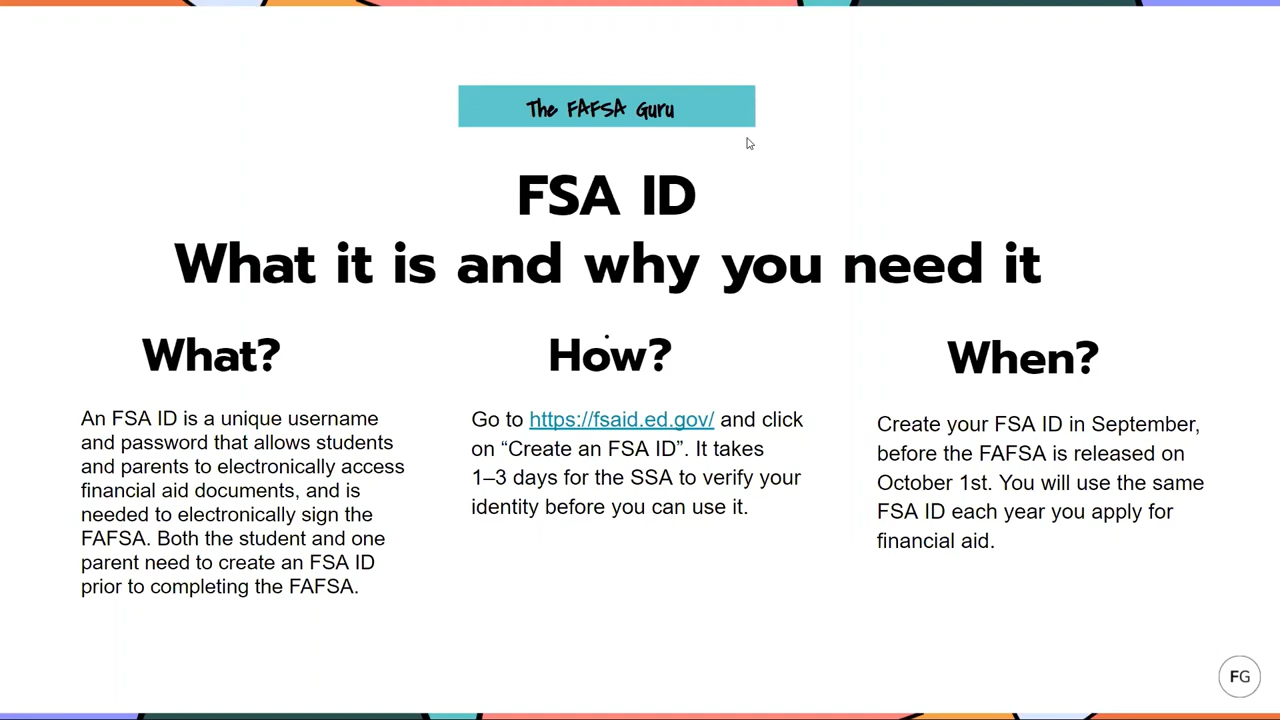 The FAFSA Guru
FSA ID
What it is and why you need it
What?
An FSA ID is a unique username
and password that allows students
and parents to electronically access
financial aid documents, and is
needed to electronically sign the
FAFSA. Both the student and one
parent need to create an FSA ID
prior to completing the FAFSA.
How?
Go to https://fsaid.ed.gov/ and click
on “Create an FSA ID”. It takes
1–3 days for the SSA to verify your
identity before you can use it.
When?
Create your FSA ID in September,
before the FAFSA is released on
October 1st. You will use the same
FSA ID each year you apply for
financial aid.
FG